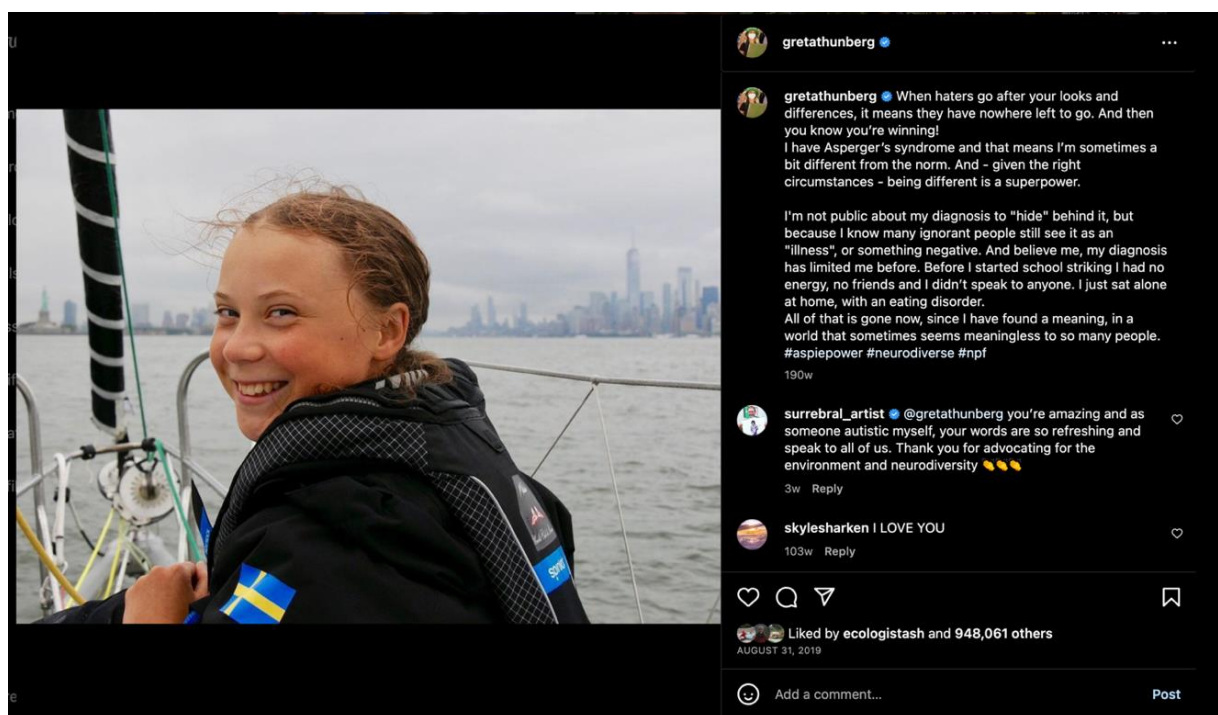 gretathunberg
gretathunberg When haters go after your looks and
differences, it means they have nowhere left to go. And then
you know you're winning!
I have Asperger's syndrome and that means I'm sometimes a
bit different from the norm. And - given the right
circumstances - being different is a superpower.
I'm not public about my diagnosis to "hide" behind it, but
because I know many ignorant people still see it as an
"illness", or something negative. And believe me, my diagnosis
has limited me before. Before I started school striking I had no
energy, no friends and I didn't speak to anyone. I just sat alone
at home, with an eating disorder.
All of that is gone now, since I have found a meaning, in a
world that sometimes seems meaningless to so many people.
#aspiepower #neurodiverse #npf
190w
surrebral_artist @gretathunberg you're amazing and as
someone autistic myself, your words are so refreshing and
speak to all of us. Thank you for advocating for the
environment and neurodiversity 👏👏👏
3w Reply
skylesharken I LOVE YOU
103w Reply
Liked by ecologistash and 948,061 others
AUGUST 31, 2019
Add a comment... Post